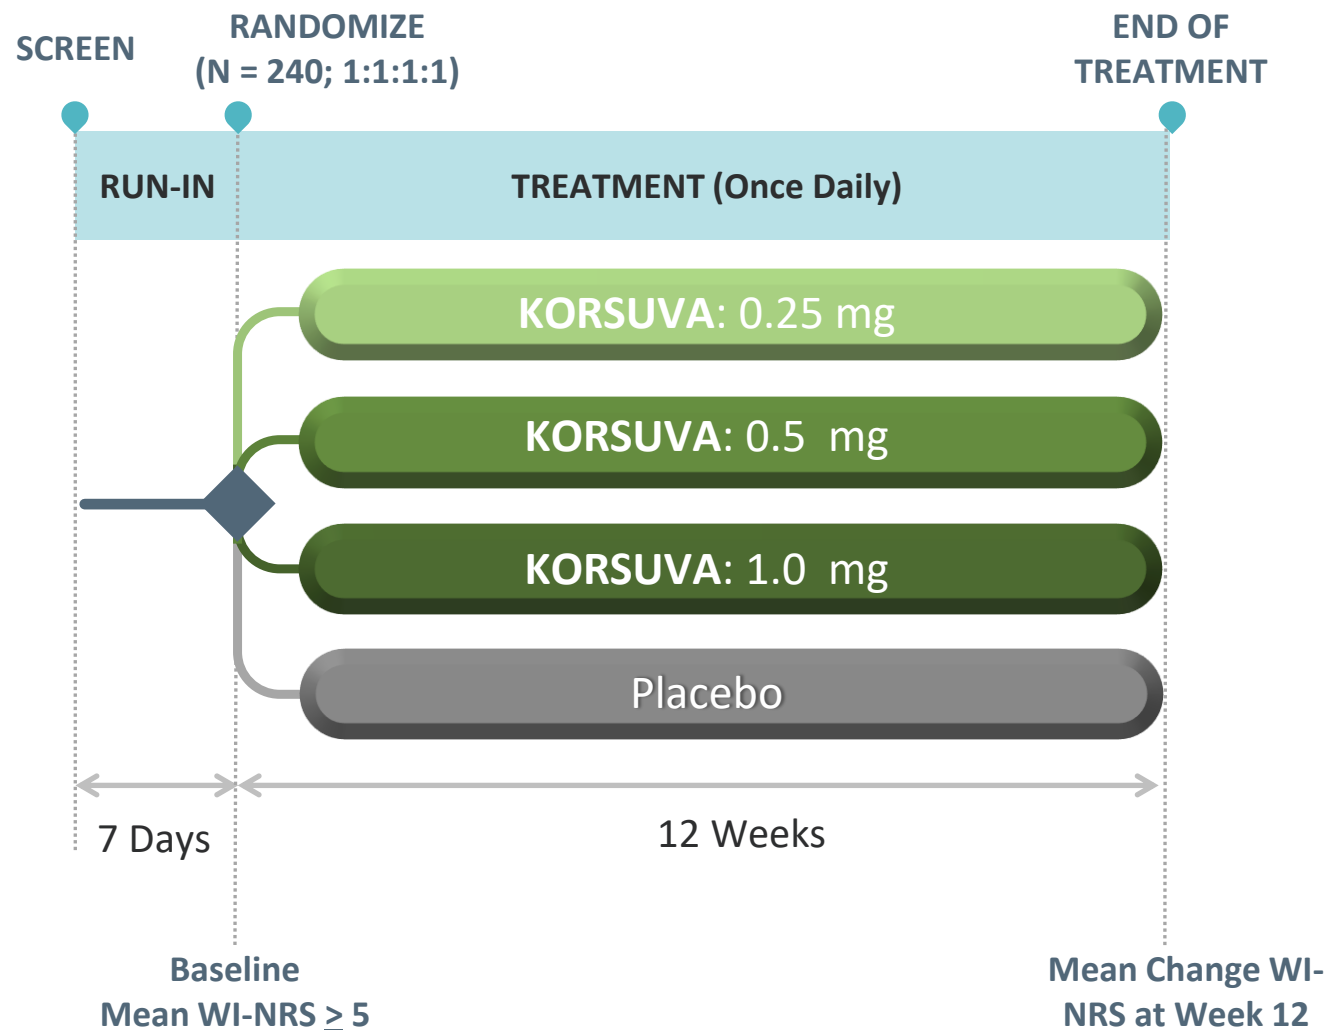 SCREEN
RANDOMIZE
(N = 240; 1:1:1:1)
END OF
TREATMENT
RUN-IN
TREATMENT (Once Daily)
KORSUVA: 0.25 mg
KORSUVA: 0.5  mg
KORSUVA: 1.0  mg
Placebo
7 Days
12 Weeks
Baseline
Mean WI-NRS ≥ 5
Mean Change WI-
NRS at Week 12